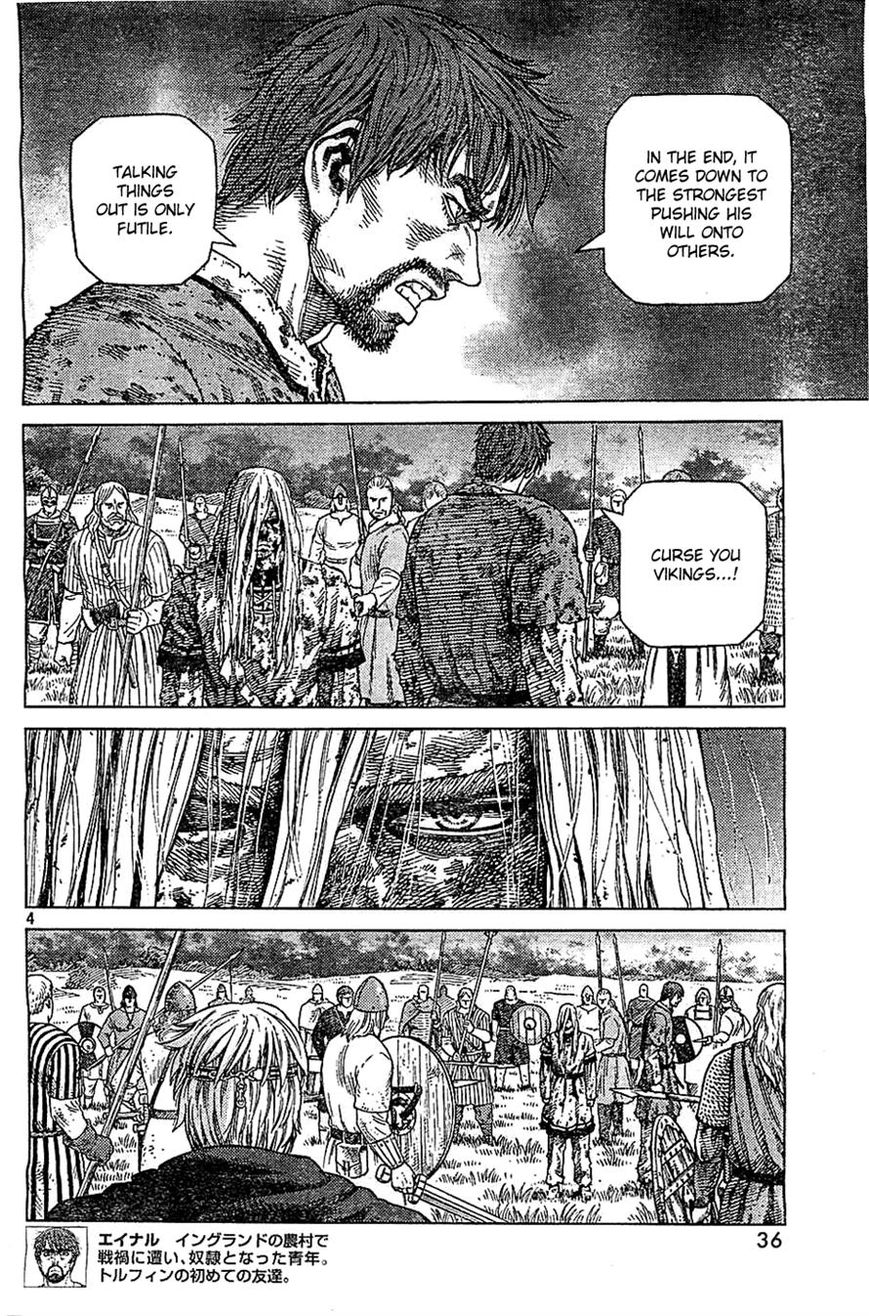 IN THE END, IT
COMES DOWN TO
THE STRONGEST
PUSHING HIS
WILL ONTO
OTHERS.
TALKING
THINGS
OUT IS ONLY
FUTILE.
CURSE YOU
VIKINGS...!
4
36
エイナル　イングランドの農村で
戦禍に遭い、奴隷となった青年。
トルフィンの初めての友達。